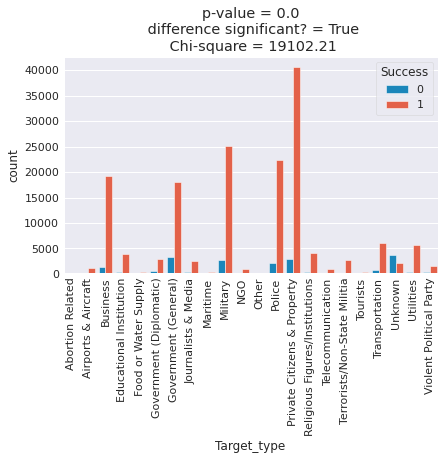 p-value = 0.0
difference significant? = True
Chi-square = 19102.21
Success
0
1
count
40000
35000
30000
25000
20000
15000
10000
5000
0
Abortion Related
Airports & Aircraft
Business
Educational Institution
Food or Water Supply
Government (Diplomatic)
Government (General)
Journalists & Media
Maritime
Military
NGO
Other
Police
Private Citizens & Property
Religious Figures/Institutions
Telecommunication
Terrorists/Non-State Militia
Tourists
Transportation
Unknown
Utilities
Violent Political Party
Target_type